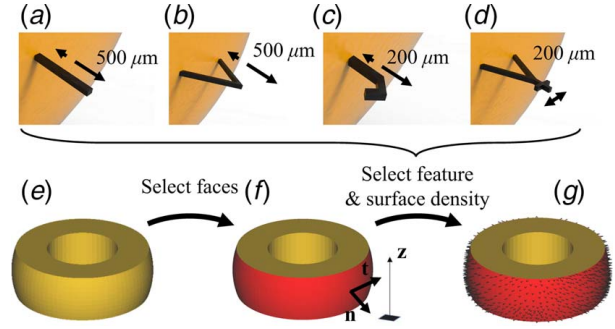 (a)
(b)
(c)
(d)
500 μm
500 μm
200 μm
200 μm
(e)
Select faces
(f)
Select feature
& surface density
(g)
z
t
n